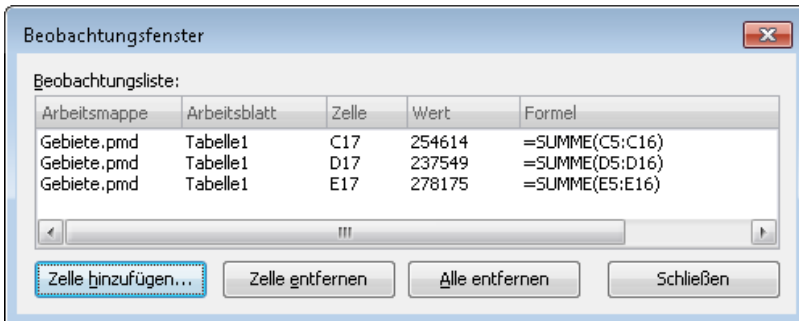 Beobachtungsfenster
Beobachtungsliste:
Arbeitsmappe Arbeitsblatt Zelle Wert Formel
Gebiete.pmd Tabelle1 C17 254614 =SUMME(C5:C16)
Gebiete.pmd Tabelle1 D17 237549 =SUMME(D5:D16)
Gebiete.pmd Tabelle1 E17 278175 =SUMME(E5:E16)
Zelle hinzufügen... Zelle entfernen Alle entfernen Schließen